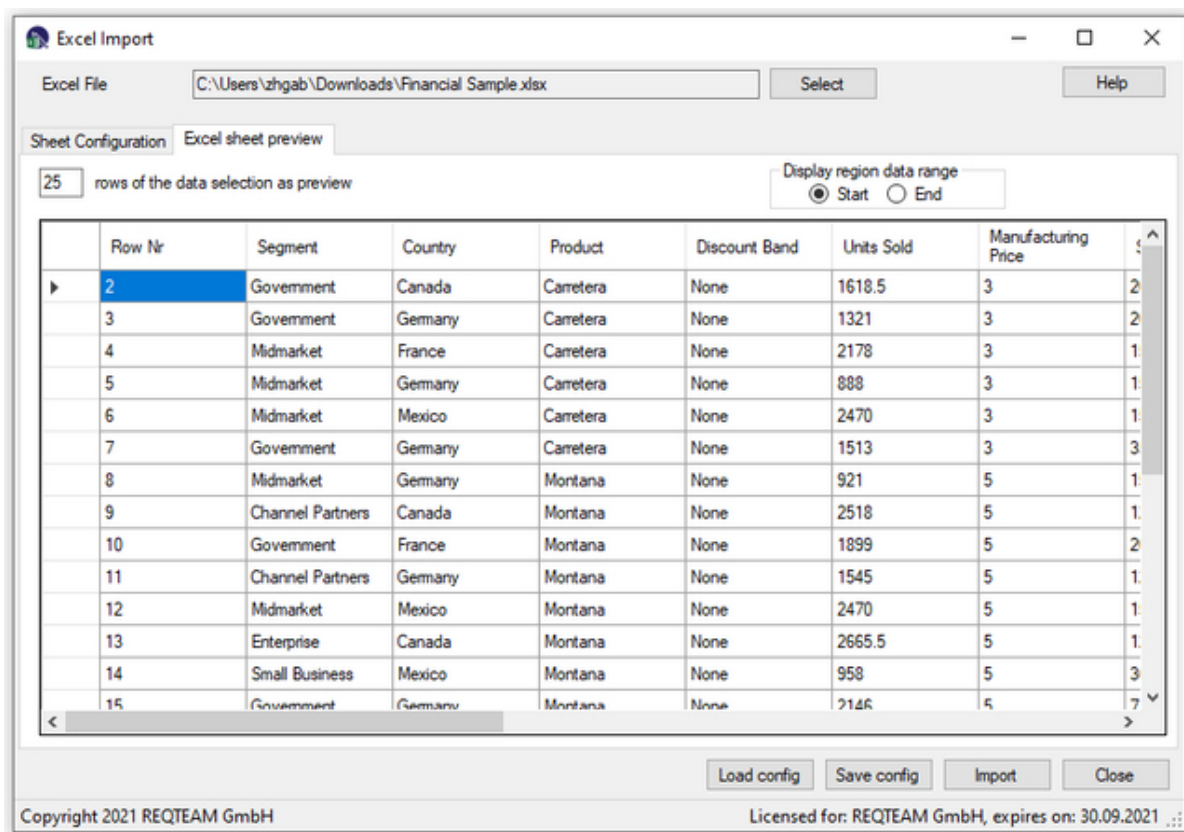 Excel Import
Excel File C:\Users\zhgab\Downloads\Financial Sample.xlsx Select Help
Sheet Configuration Excel sheet preview
25 rows of the data selection as preview
Display region data range
Start End
Row Nr Segment Country Product Discount Band Units Sold Manufacturing Price
2 Government Canada Carretera None 1618.5 3
3 Government Germany Carretera None 1321 3
4 Midmarket France Carretera None 2178 3
5 Midmarket Germany Carretera None 888 3
6 Midmarket Mexico Carretera None 2470 3
7 Government Germany Carretera None 1513 3
8 Midmarket Germany Montana None 921 5
9 Channel Partners Canada Montana None 2518 5
10 Government France Montana None 1899 5
11 Channel Partners Germany Montana None 1545 5
12 Midmarket Mexico Montana None 2470 5
13 Enterprise Canada Montana None 2665.5 5
14 Small Business Mexico Montana None 958 5
15 Government Germany Montana None 2146 5
Load config Save config Import Close
Copyright 2021 REQTEAM GmbH Licensed for: REQTEAM GmbH, expires on: 30.09.2021